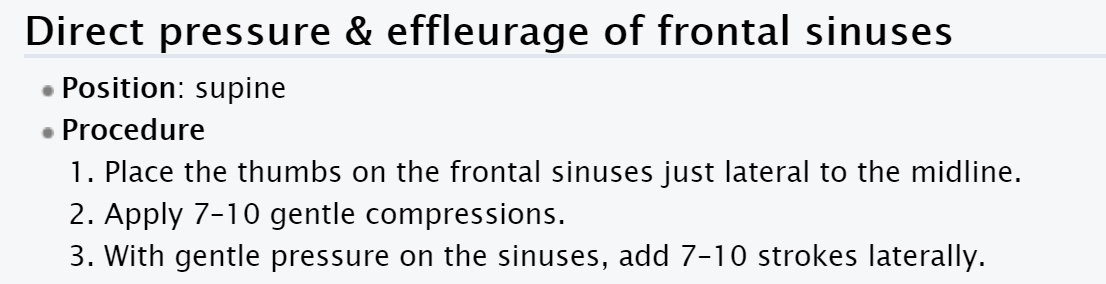 Direct pressure & effleurage of frontal sinuses
Position: supine
Procedure
1. Place the thumbs on the frontal sinuses just lateral to the midline.
2. Apply 7–10 gentle compressions.
3. With gentle pressure on the sinuses, add 7–10 strokes laterally.